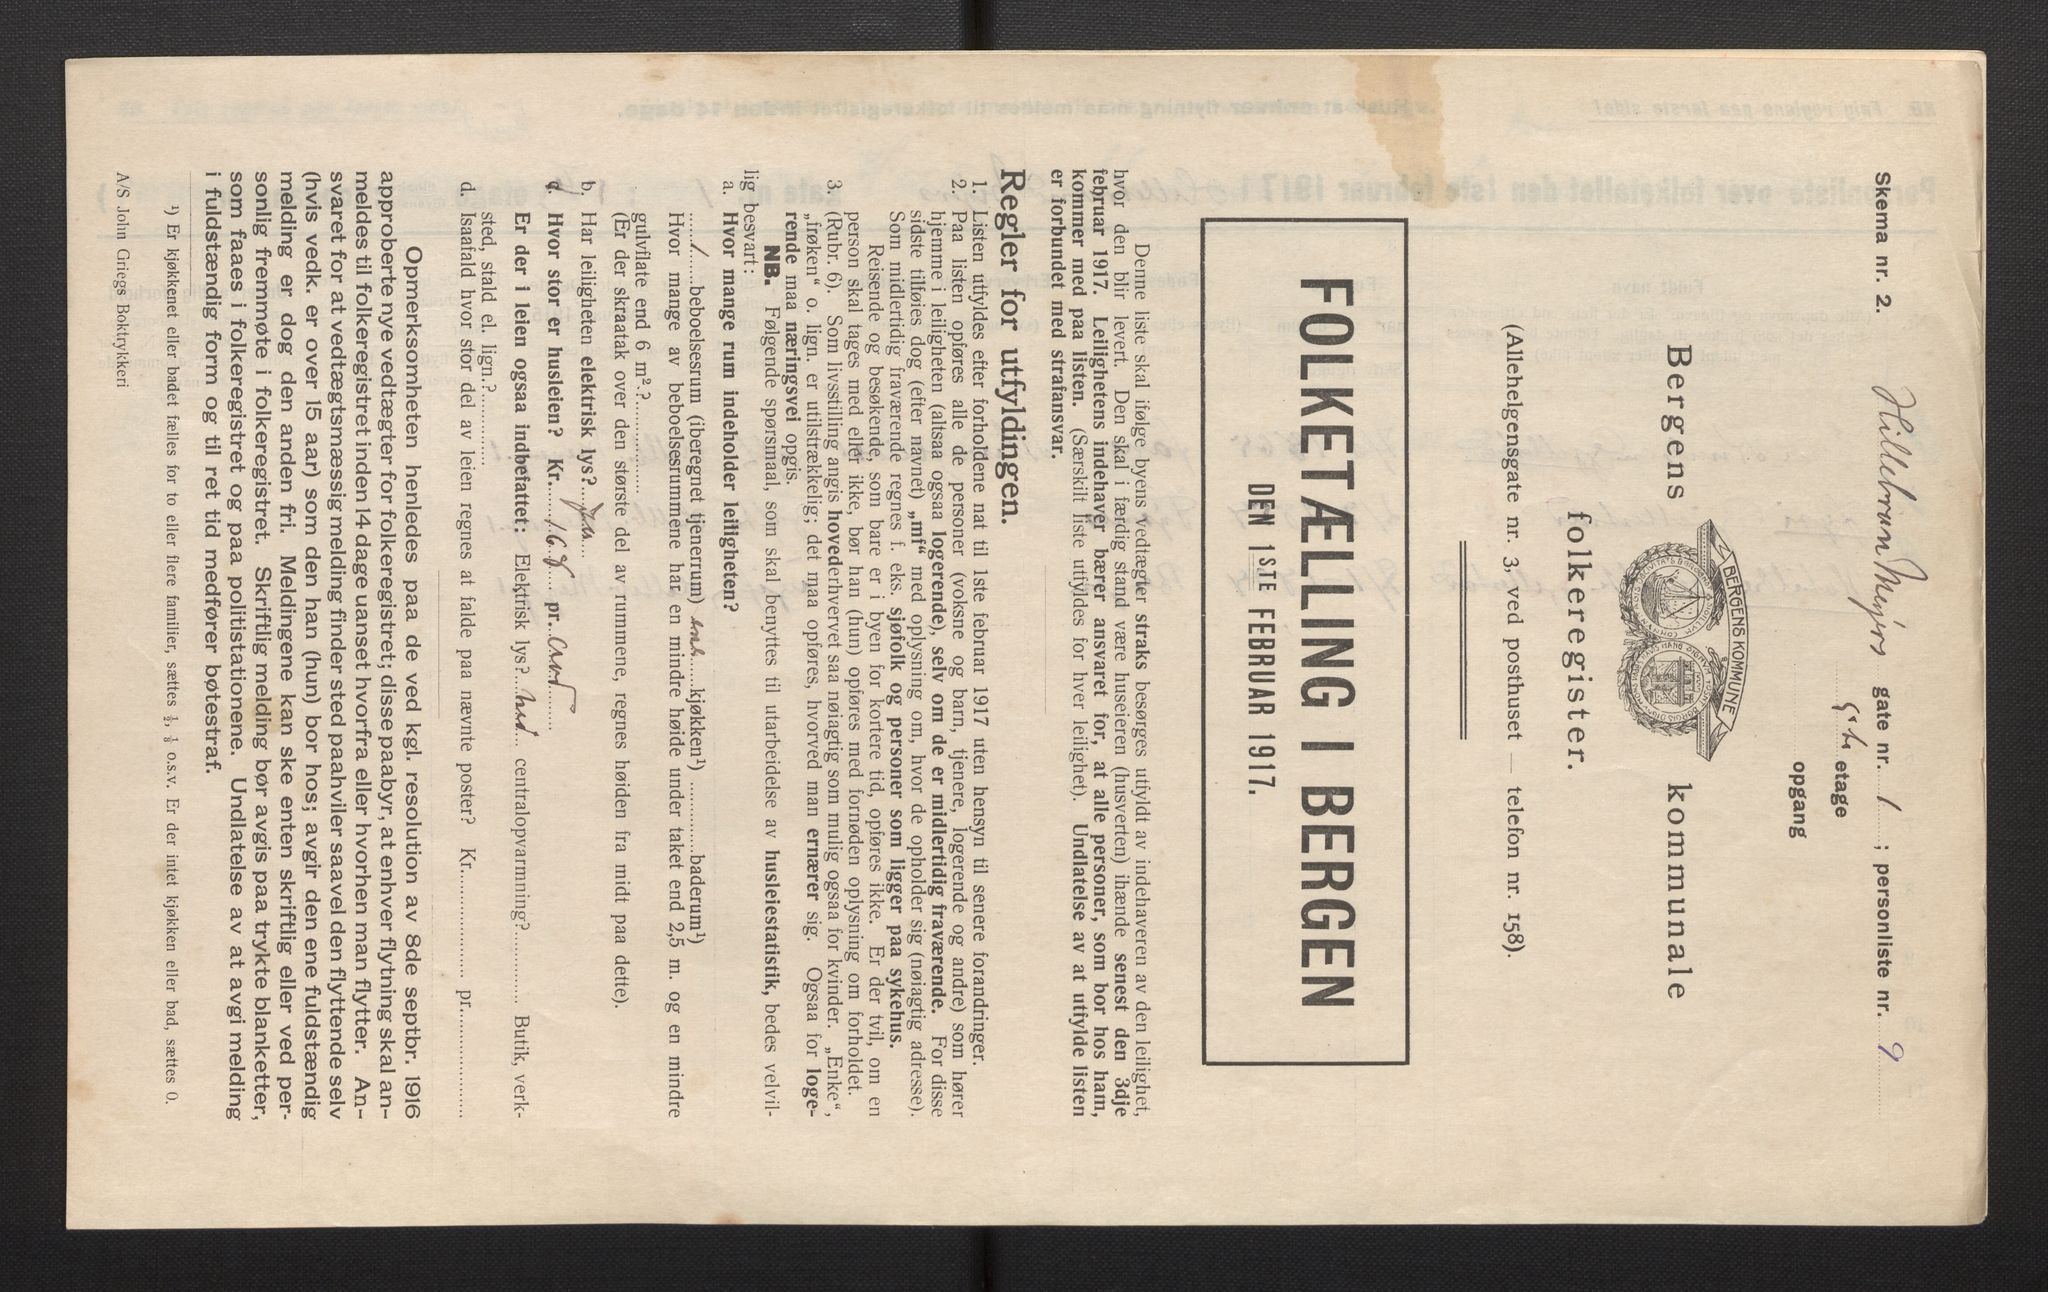 Skema nr. 2.
Hillebran Meyers gate nr. 1 ; personliste nr. 9
etage
opgang
Bergens kommunale
folkeregister.
BERGENS KOMMUNE
(Allehelgensgate nr. 3, ved posthuset — telefon nr. 158).
FOLKETÆLLING I BERGEN
DEN 1STE FEBRUAR 1917.
Denne liste skal ifølge byens vedtægter straks besørges utfyldt av indehaveren av den leilighet,
hvor den blir levert. Den skal i færdig stand være huseieren (husverten) ihænde senest den 3dje
februar 1917. Leilighetens indehaver bærer ansvaret for, at alle personer, som bor hos ham,
kommer med paa listen. (Særskilt liste utfyldes for hver leilighet). Undlatelse av at utfylde listen
er forbundet med strafansvar.
Regler for utfyldingen.
1. Listen utfyldes efter forholdene nat til 1ste februar 1917 uten hensyn til senere forandringer.
2. Paa listen opføres alle de personer (voksne og barn, tjenere, logerende og andre) som hører
hjemme i leiligheten (altsaa ogsaa logerende), selv om de er midlertidig fraværende. For disse
sidste tilføies dog (efter navnet) „mf“ med oplysning om, hvor de opholder sig (nøiagtig adresse).
Som midlertidig fraværende regnes f. eks. sjøfolk og personer som ligger paa sykehus.
Reisende og besøkende, som bare er i byen for kortere tid, opføres ikke. Er der tvil, om en
person skal tages med eller ikke, bør han (hun) opføres med fornøden oplysning om forholdet.
3. (Rubr. 6). Som livsstilling angis hovederhvervet saa nøiagtig som mulig ogsaa for kvinder. „Enke“,
„frøken“ o. lign. er utilstrækkelig; det maa opføres, hvorved man ernærer sig. Ogsaa for loge-
rende maa næringsvei opgis.
NB. Følgende spørsmaal, som skal benyttes til utarbeidelse av husleiestatistik, bedes velvil-
lig besvart:
a. Hvor mange rum indeholder leiligheten?
.....1.....beboelsesrum (iberegnet tjenerrum) ent.....kjøkken¹) ...........baderum¹)
Hvor mange av beboelsesrummene har en mindre høide under taket end 2,5 m. og en mindre
gulvflate end 6 m²·?..............
(Er der skraatak over den største del av rummene, regnes høiden fra midt paa dette).
b. Har leiligheten elektrisk lys?....Ja....
c. Hvor stor er husleien? Kr.....168.... pr.....
Er der i leien ogsaa indbefattet: Elektrisk lys?...... centralopvarmning?.......... Butik, verk-
sted, stald el. lign.?..............
d. Isaafald hvor stor del av leien regnes at falde paa nævnte poster? Kr................. pr..................
Opmerksomheten henledes paa de ved kgl. resolution av 8de septbr. 1916
approberte nye vedtægter for folkeregistret; disse paabyr, at enhver flytning skal an-
meldes til folkeregistret inden 14 dage uanset hvorfra eller hvorhen man flytter. An-
svaret for at vedtægtsmæssig melding finder sted paahviler saavel den flyttende selv
(hvis vedk. er over 15 aar) som den han (hun) bor hos; avgir den ene fuldstændig
melding er dog den anden fri. Meldingene kan ske enten skriftlig eller ved per-
sonlig fremmøte i folkeregistret. Skriftlig melding bør avgis paa trykte blanketter,
som faaes i folkeregistret og paa politistationene. Undlatelse av at avgi melding
i fuldstændig form og til ret tid medfører bøtestraf.
¹) Er kjøkkenet eller badet fælles for to eller flere familier, sættes ½, ⅓ o.s.v. Er der intet kjøkken eller bad, sættes 0.
A/S John Griegs Boktrykkeri